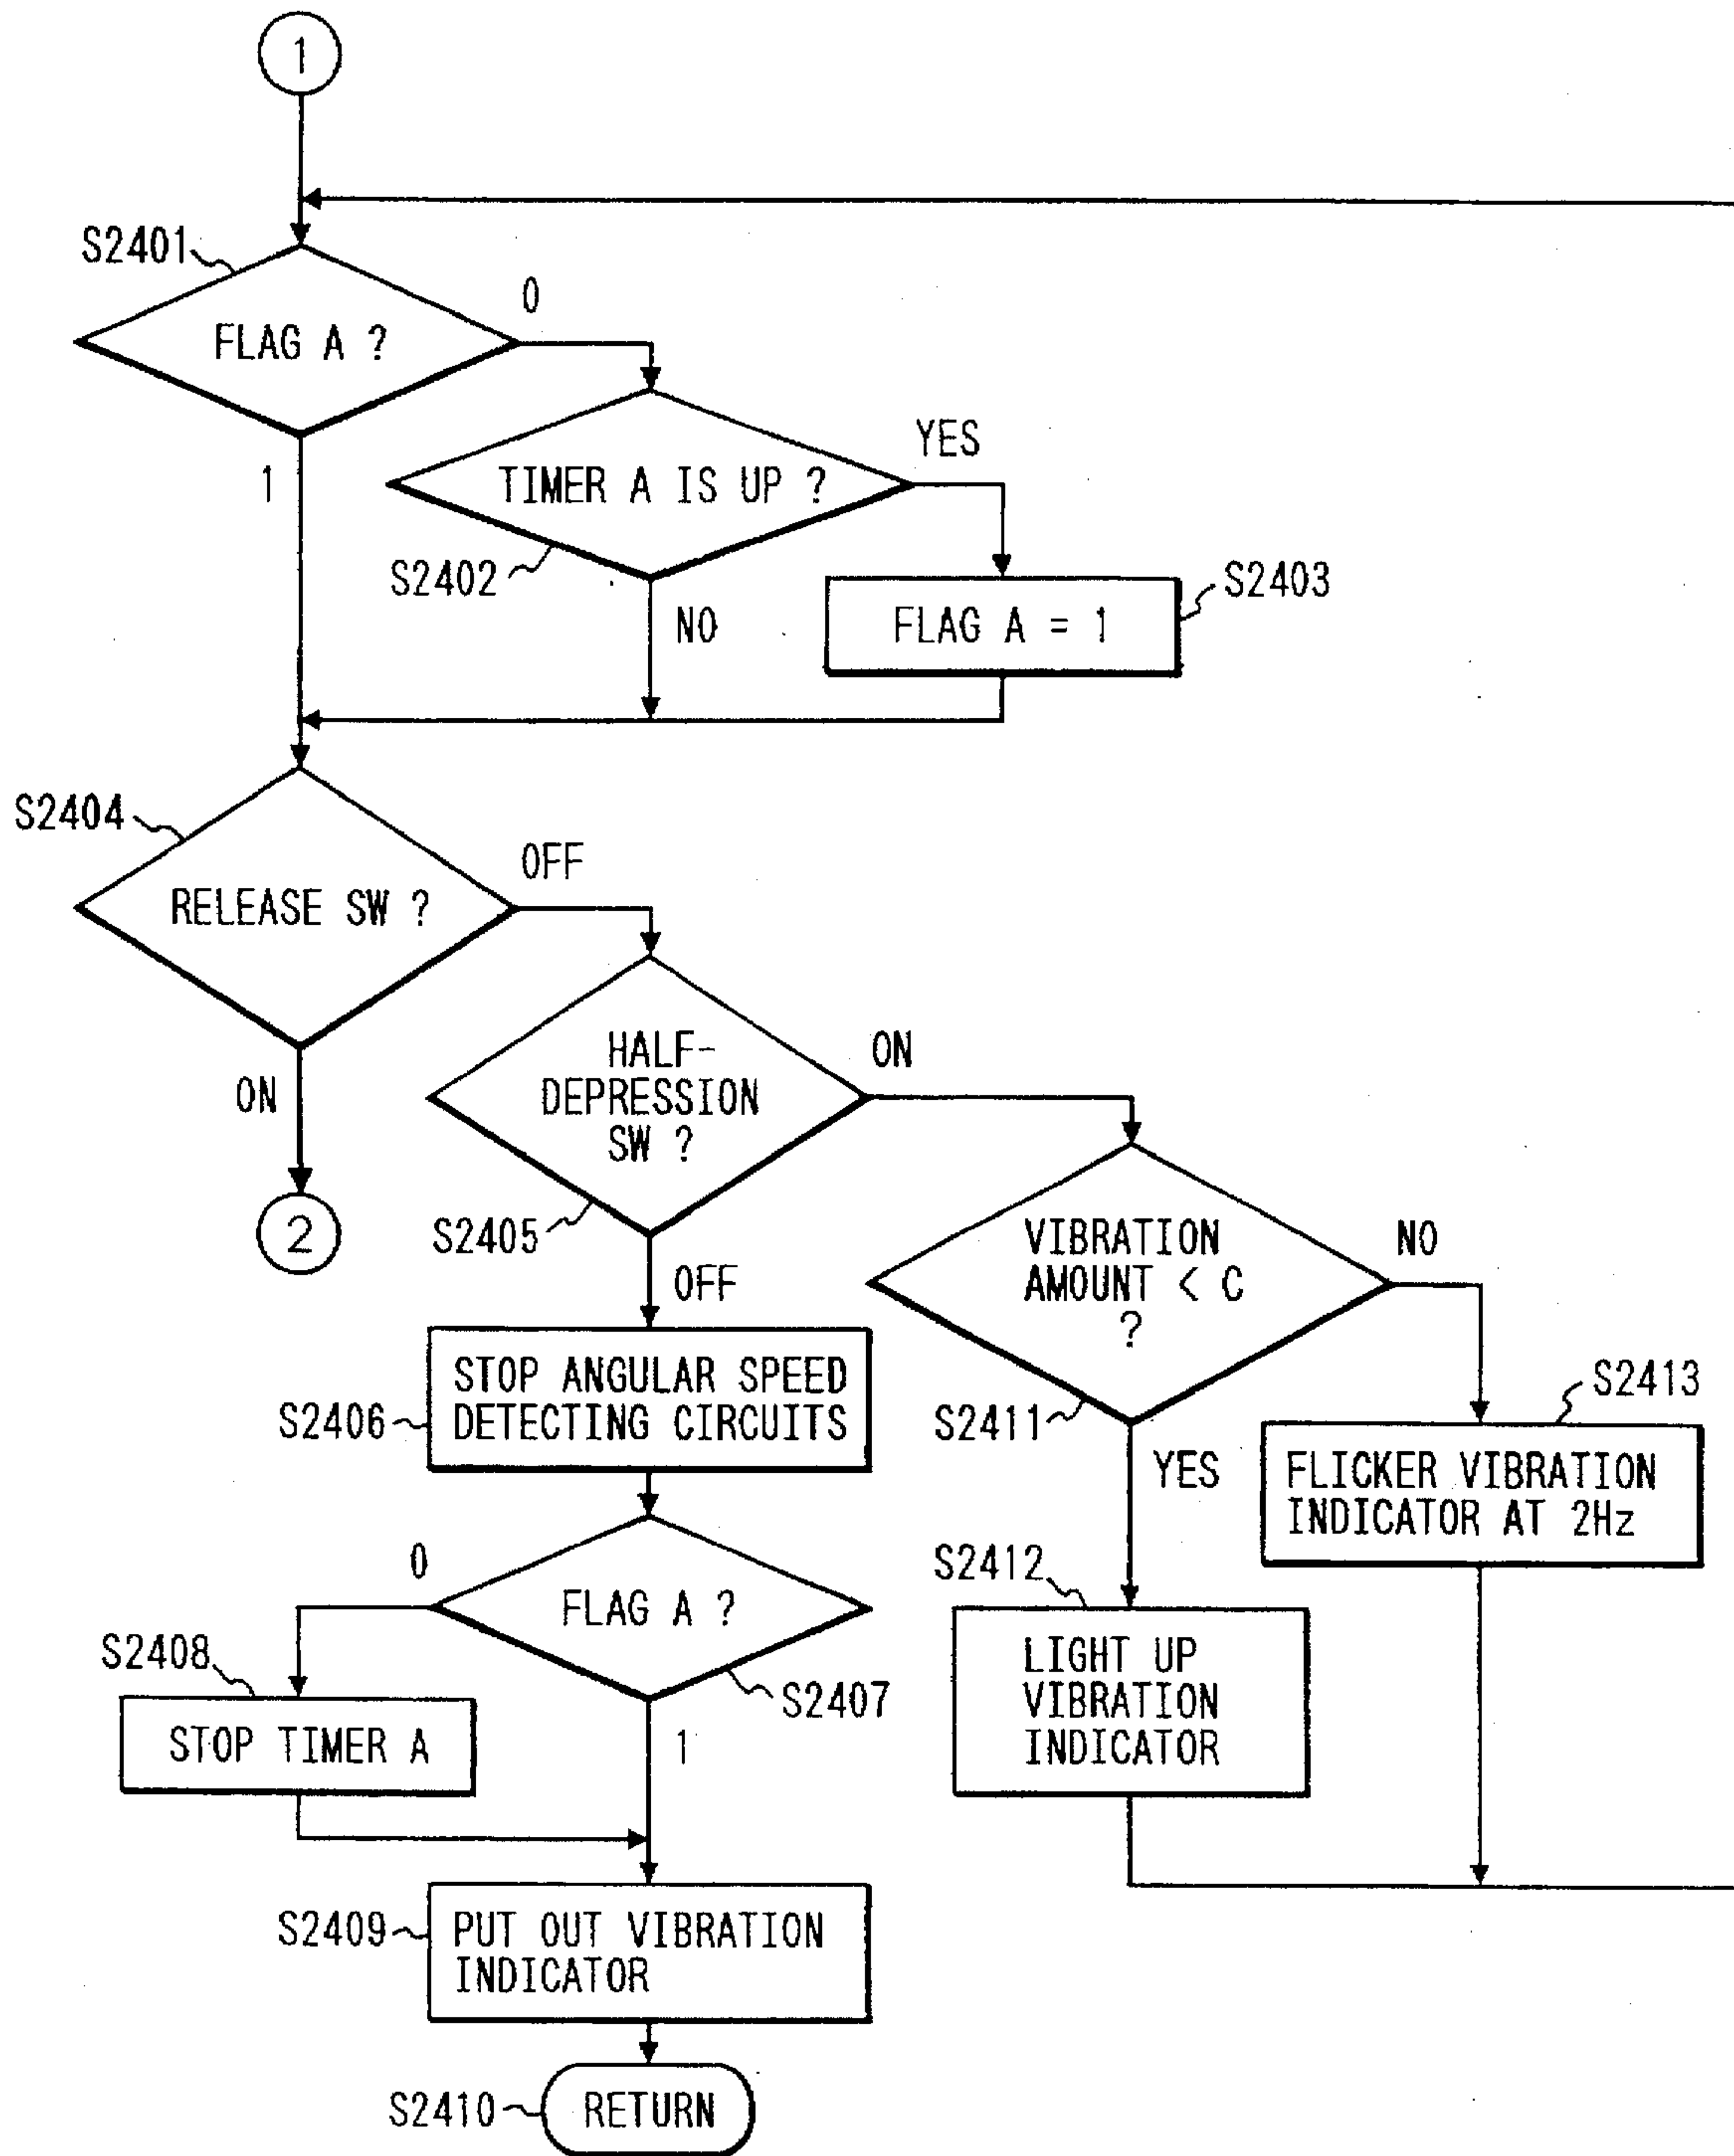 1
S2401
0
FLAG A ?
1
YES
TIMER A IS UP ?
S2402
S2403
NO
FLAG A = 1
S2404
OFF
RELEASE SW ?
ON
2
HALF-
DEPRESSION
SW ?
ON
S2405
OFF
VIBRATION
AMOUNT < C
?
NO
S2411
YES
S2413
FLICKER VIBRATION
INDICATOR AT 2Hz
S2412
LIGHT UP
VIBRATION
INDICATOR
STOP ANGULAR SPEED
DETECTING CIRCUITS
S2406
0
FLAG A ?
S2407
S2408
STOP TIMER A
1
S2409
PUT OUT VIBRATION
INDICATOR
S2410
RETURN